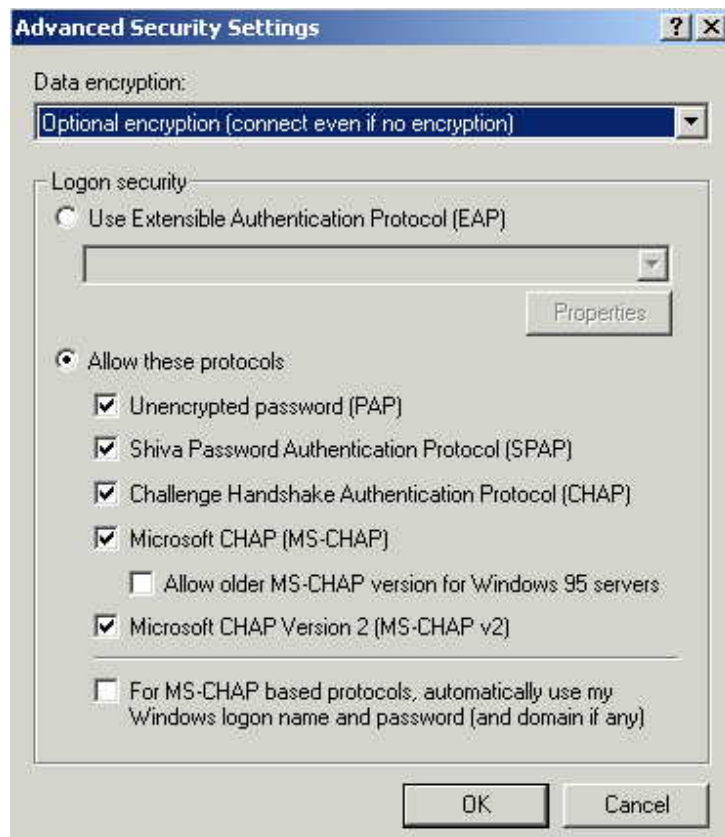 Advanced Security Settings
Data encryption:
Optional encryption (connect even if no encryption)
Logon security
Use Extensible Authentication Protocol (EAP)
Properties
Allow these protocols
Unencrypted password (PAP)
Shiva Password Authentication Protocol (SPAP)
Challenge Handshake Authentication Protocol (CHAP)
Microsoft CHAP (MS-CHAP)
Allow older MS-CHAP version for Windows 95 servers
Microsoft CHAP Version 2 (MS-CHAP v2)
For MS-CHAP based protocols, automatically use my
Windows logon name and password (and domain if any)
OK Cancel